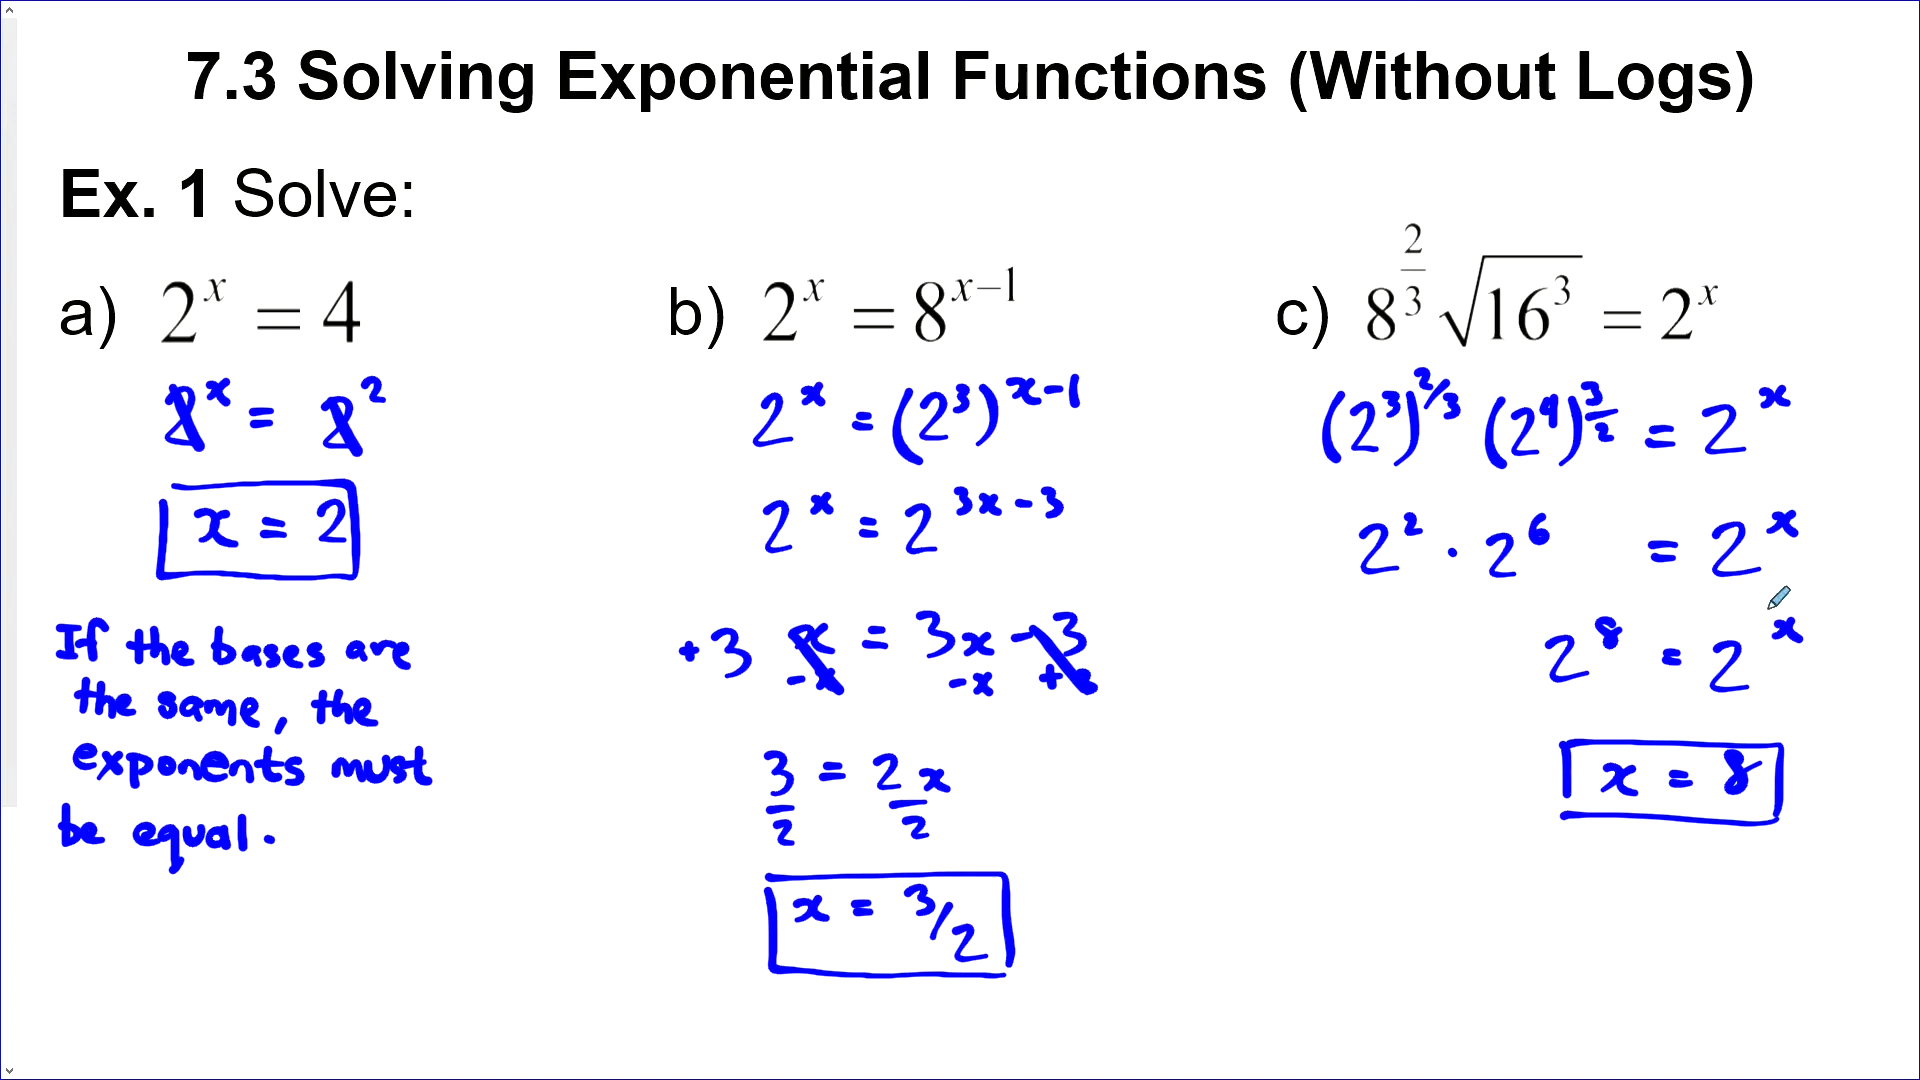 7.3 Solving Exponential Functions (Without Logs)
Ex. 1 Solve:
a) 2^x = 4
2^x = 2^2
x = 2
If the bases are
the same, the
exponents must
be equal.
b) 2^x = 8^(x−1)
2^x = (2^3)^(x-1)
2^x = 2^(3x-3)
+3 x = 3x - 3
-x -x +3
3/2 = 2x/2
x = 3/2
c) 8^(2/3) √(16^3) = 2^x
(2^3)^(2/3) (2^4)^(3/2) = 2^x
2^2 · 2^6 = 2^x
2^8 = 2^x
x = 8